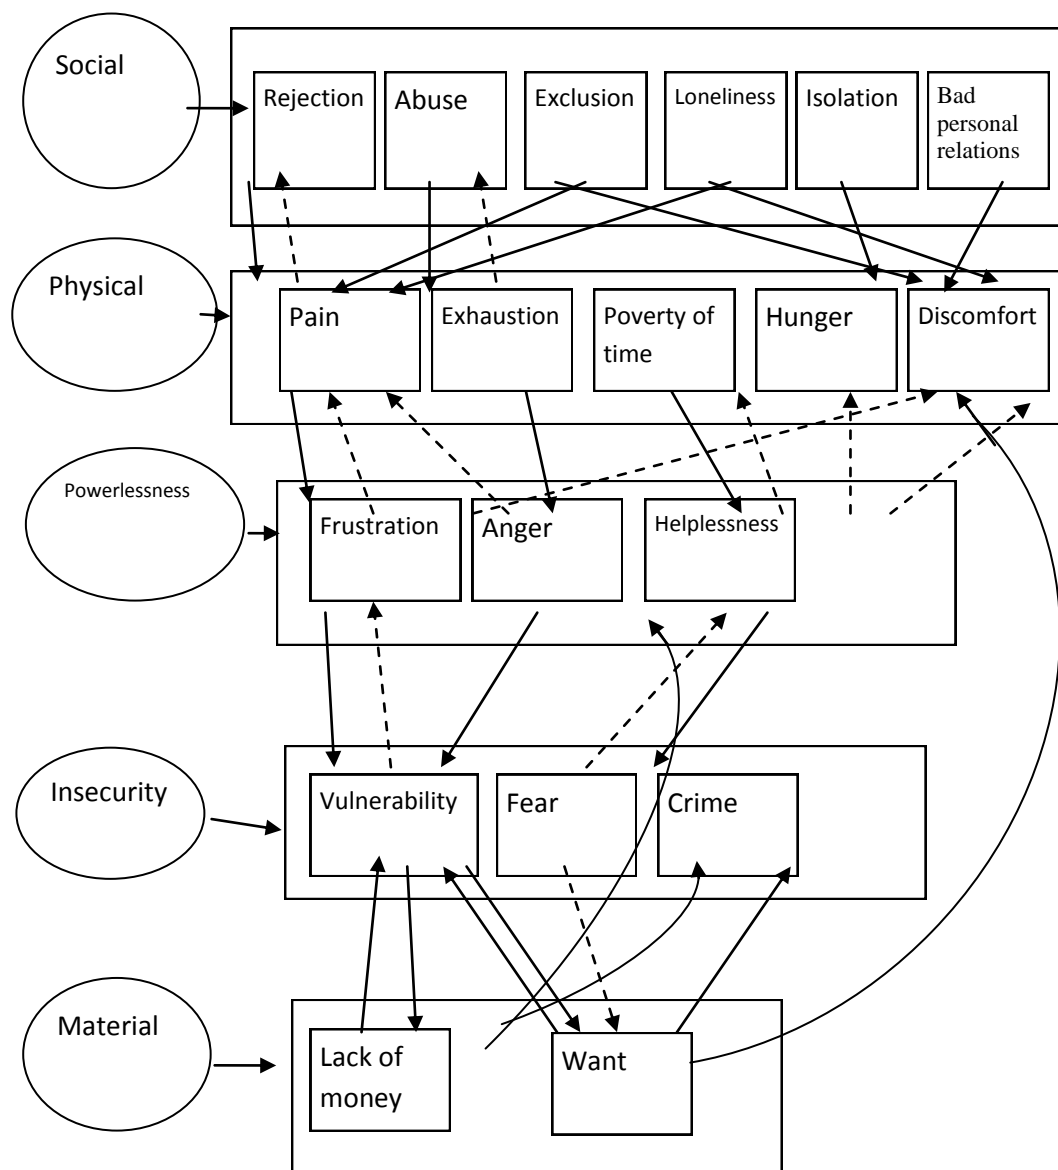 Social
Rejection
Abuse
Exclusion
Loneliness
Isolation
Bad
personal
relations
Physical
Pain
Exhaustion
Poverty of
time
Hunger
Discomfort
Powerlessness
Frustration
Anger
Helplessness
Insecurity
Vulnerability
Fear
Crime
Material
Lack of
money
Want